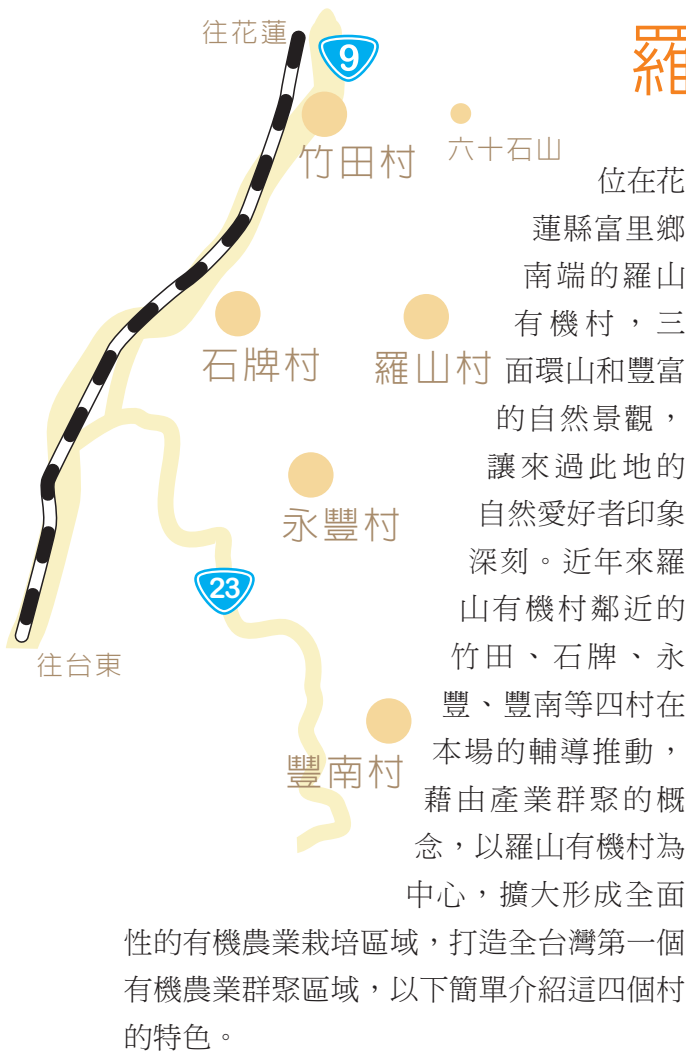 羅
往花蓮
9
竹田村
六十石山
石牌村
羅山村
永豐村
23
往台東
豐南村
位在花
蓮縣富里鄉
南端的羅山
有機村，三
面環山和豐富
的自然景觀，
讓來過此地的
自然愛好者印象
深刻。近年來羅
山有機村鄰近的
竹田、石牌、永
豐、豐南等四村在
本場的輔導推動，
藉由產業群聚的概
念，以羅山有機村為
中心，擴大形成全面
性的有機農業栽培區域，打造全台灣第一個
有機農業群聚區域，以下簡單介紹這四個村
的特色。